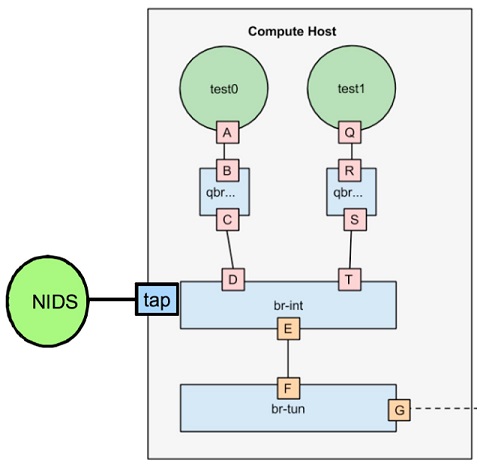 Compute Host
test0
test1
A
Q
B
R
qbr...
qbr...
C
S
D
T
NIDS
tap
br-int
E
F
br-tun
G